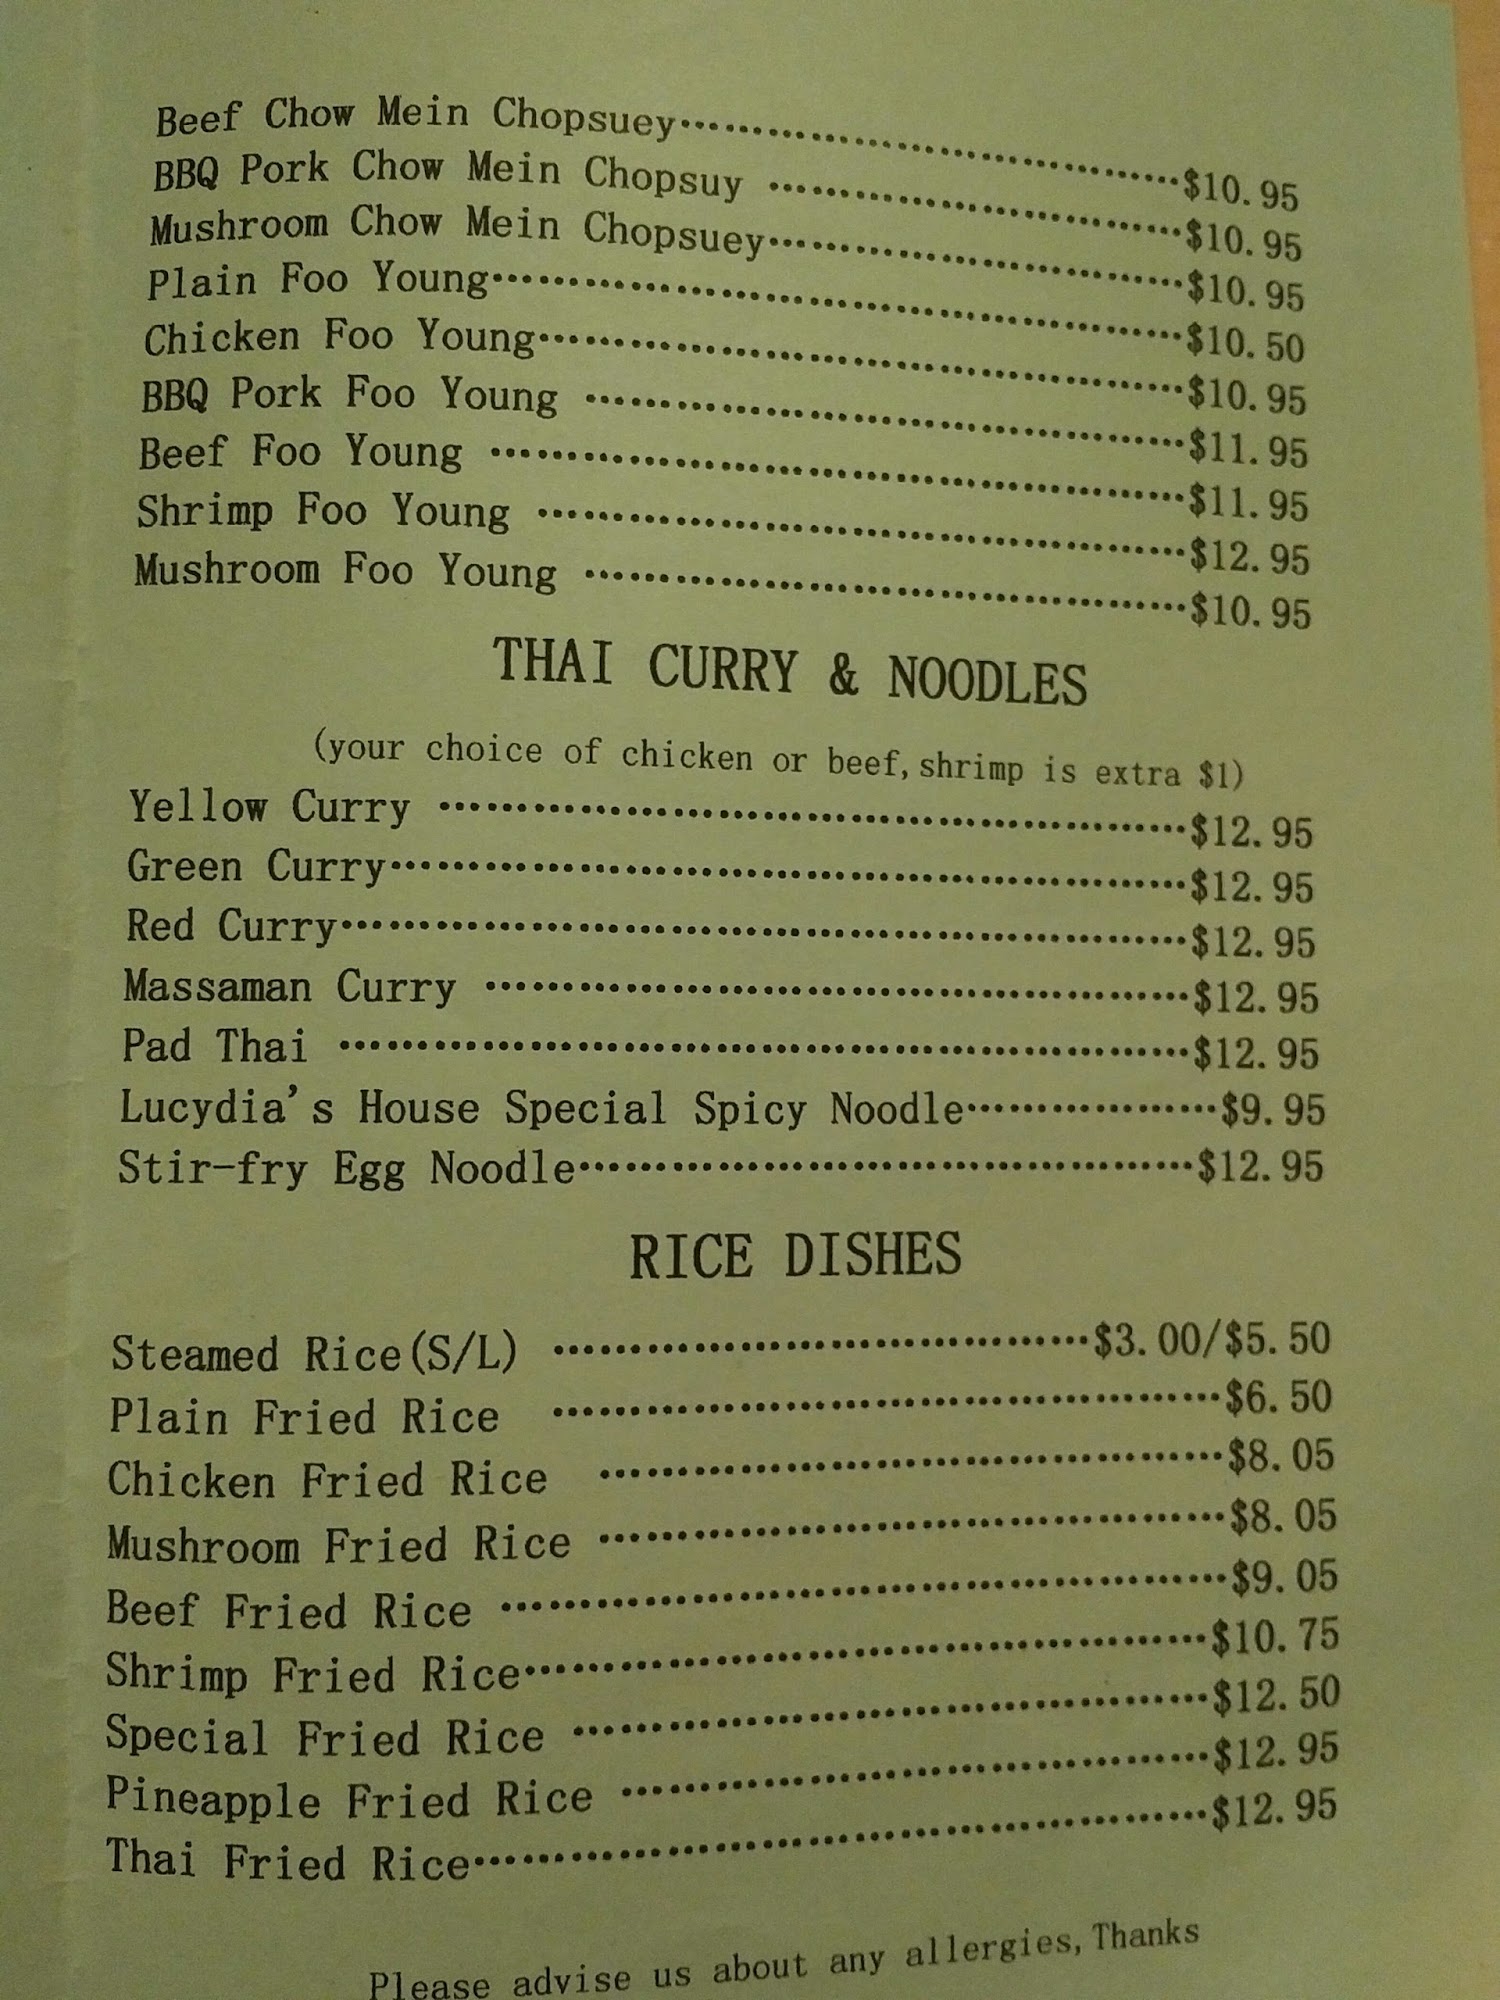 Beef Chow Mein Chopsuey……………………………$10.95
BBQ Pork Chow Mein Chopsuy ………………………$10.95
Mushroom Chow Mein Chopsuey………………………$10.95
Plain Foo Young………………………………………$10.50
Chicken Foo Young……………………………………$10.95
BBQ Pork Foo Young …………………………………$11.95
Beef Foo Young ………………………………………$11.95
Shrimp Foo Young ……………………………………$12.95
Mushroom Foo Young …………………………………$10.95
THAI CURRY & NOODLES
(your choice of chicken or beef,shrimp is extra $1)
Yellow Curry …………………………………………$12.95
Green Curry……………………………………………$12.95
Red Curry………………………………………………$12.95
Massaman Curry ………………………………………$12.95
Pad Thai ………………………………………………$12.95
Lucydia's House Special Spicy Noodle……………$9.95
Stir-fry Egg Noodle…………………………………$12.95
RICE DISHES
Steamed Rice(S/L) ……………………………$3.00/$5.50
Plain Fried Rice ……………………………………$6.50
Chicken Fried Rice …………………………………$8.05
Mushroom Fried Rice …………………………………$8.05
Beef Fried Rice ………………………………………$9.05
Shrimp Fried Rice……………………………………$10.75
Special Fried Rice …………………………………$12.50
Pineapple Fried Rice ………………………………$12.95
Thai Fried Rice………………………………………$12.95
Please advise us about any allergies,Thanks